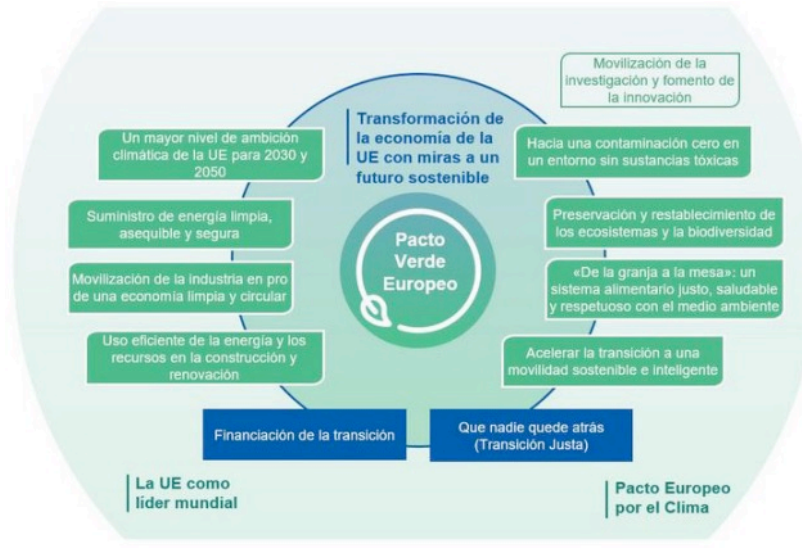 Movilización de la
investigación y fomento de
la innovación
Transformación de
la economía de la
UE con miras a un
futuro sostenible
Un mayor nivel de ambición
climática de la UE para 2030 y
2050
Hacia una contaminación cero en
un entorno sin sustancias tóxicas
Suministro de energía limpia,
asequible y segura
Preservación y restablecimiento de
los ecosistemas y la biodiversidad
Pacto
Verde
Europeo
Movilización de la industria en pro
de una economía limpia y circular
«De la granja a la mesa»: un
sistema alimentario justo, saludable
y respetuoso con el medio ambiente
Uso eficiente de la energía y los
recursos en la construcción y
renovación
Acelerar la transición a una
movilidad sostenible e inteligente
Financiación de la transición
Que nadie quede atrás
(Transición Justa)
La UE como
líder mundial
Pacto Europeo
por el Clima